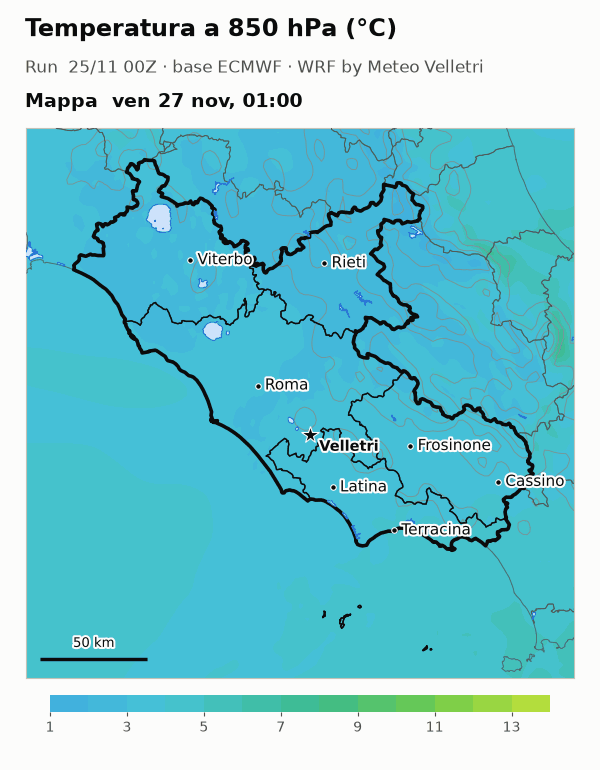 Temperatura a 850 hPa (°C)
Run 25/11 00Z · base ECMWF · WRF by Meteo Velletri
Mappa ven 27 nov, 01:00
Viterbo
Rieti
Roma
Velletri
Frosinone
Latina
Cassino
Terracina
50 km
1 3 5 7 9 11 13